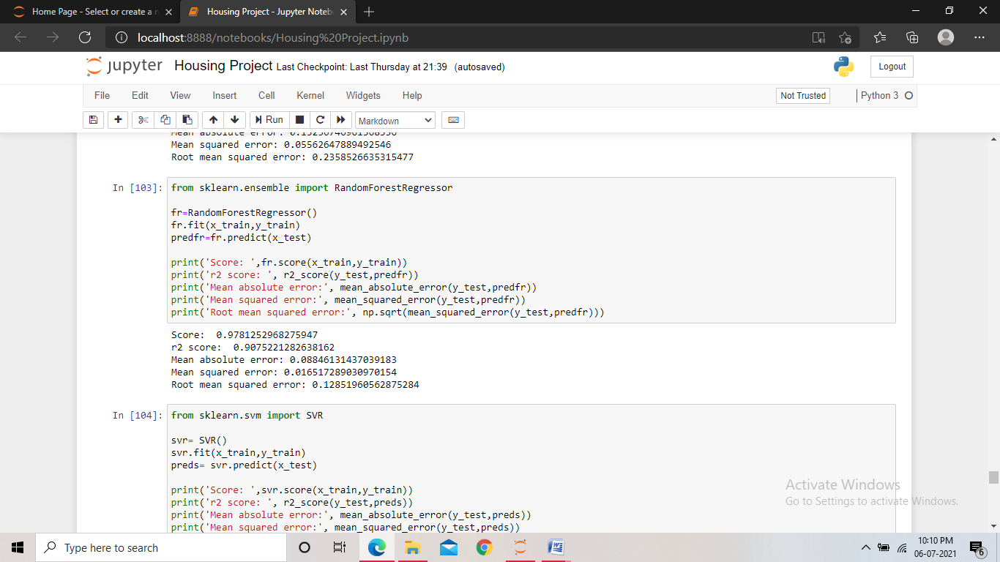 Home Page - Select or create a n
Housing Project - Jupyter Noteb
localhost:8888/notebooks/Housing%20Project.ipynb
jupyter Housing Project Last Checkpoint: Last Thursday at 21:39 (autosaved)
Logout
File Edit View Insert Cell Kernel Widgets Help
Not Trusted
Python 3
Run
Markdown
Mean absolute error:
Mean squared error: 0.05562647889492546
Root mean squared error: 0.2358526635315477
In [103]: from sklearn.ensemble import RandomForestRegressor
fr=RandomForestRegressor()
fr.fit(x_train,y_train)
predfr=fr.predict(x_test)
print('Score: ',fr.score(x_train,y_train))
print('r2 score: ', r2_score(y_test,predfr))
print('Mean absolute error:', mean_absolute_error(y_test,predfr))
print('Mean squared error:', mean_squared_error(y_test,predfr))
print('Root mean squared error:', np.sqrt(mean_squared_error(y_test,predfr)))
Score:  0.9781252968275947
r2 score:  0.9075221282638162
Mean absolute error: 0.08846131437039183
Mean squared error: 0.016517289030970154
Root mean squared error: 0.12851960562875284
In [104]: from sklearn.svm import SVR
svr= SVR()
svr.fit(x_train,y_train)
preds= svr.predict(x_test)
print('Score: ',svr.score(x_train,y_train))
print('r2 score: ', r2_score(y_test,preds))
print('Mean absolute error:', mean_absolute_error(y_test,preds))
print('Mean squared error:', mean_squared_error(y_test,preds))
Activate Windows
Go to Settings to activate Windows.
Type here to search
10:10 PM
06-07-2021
6